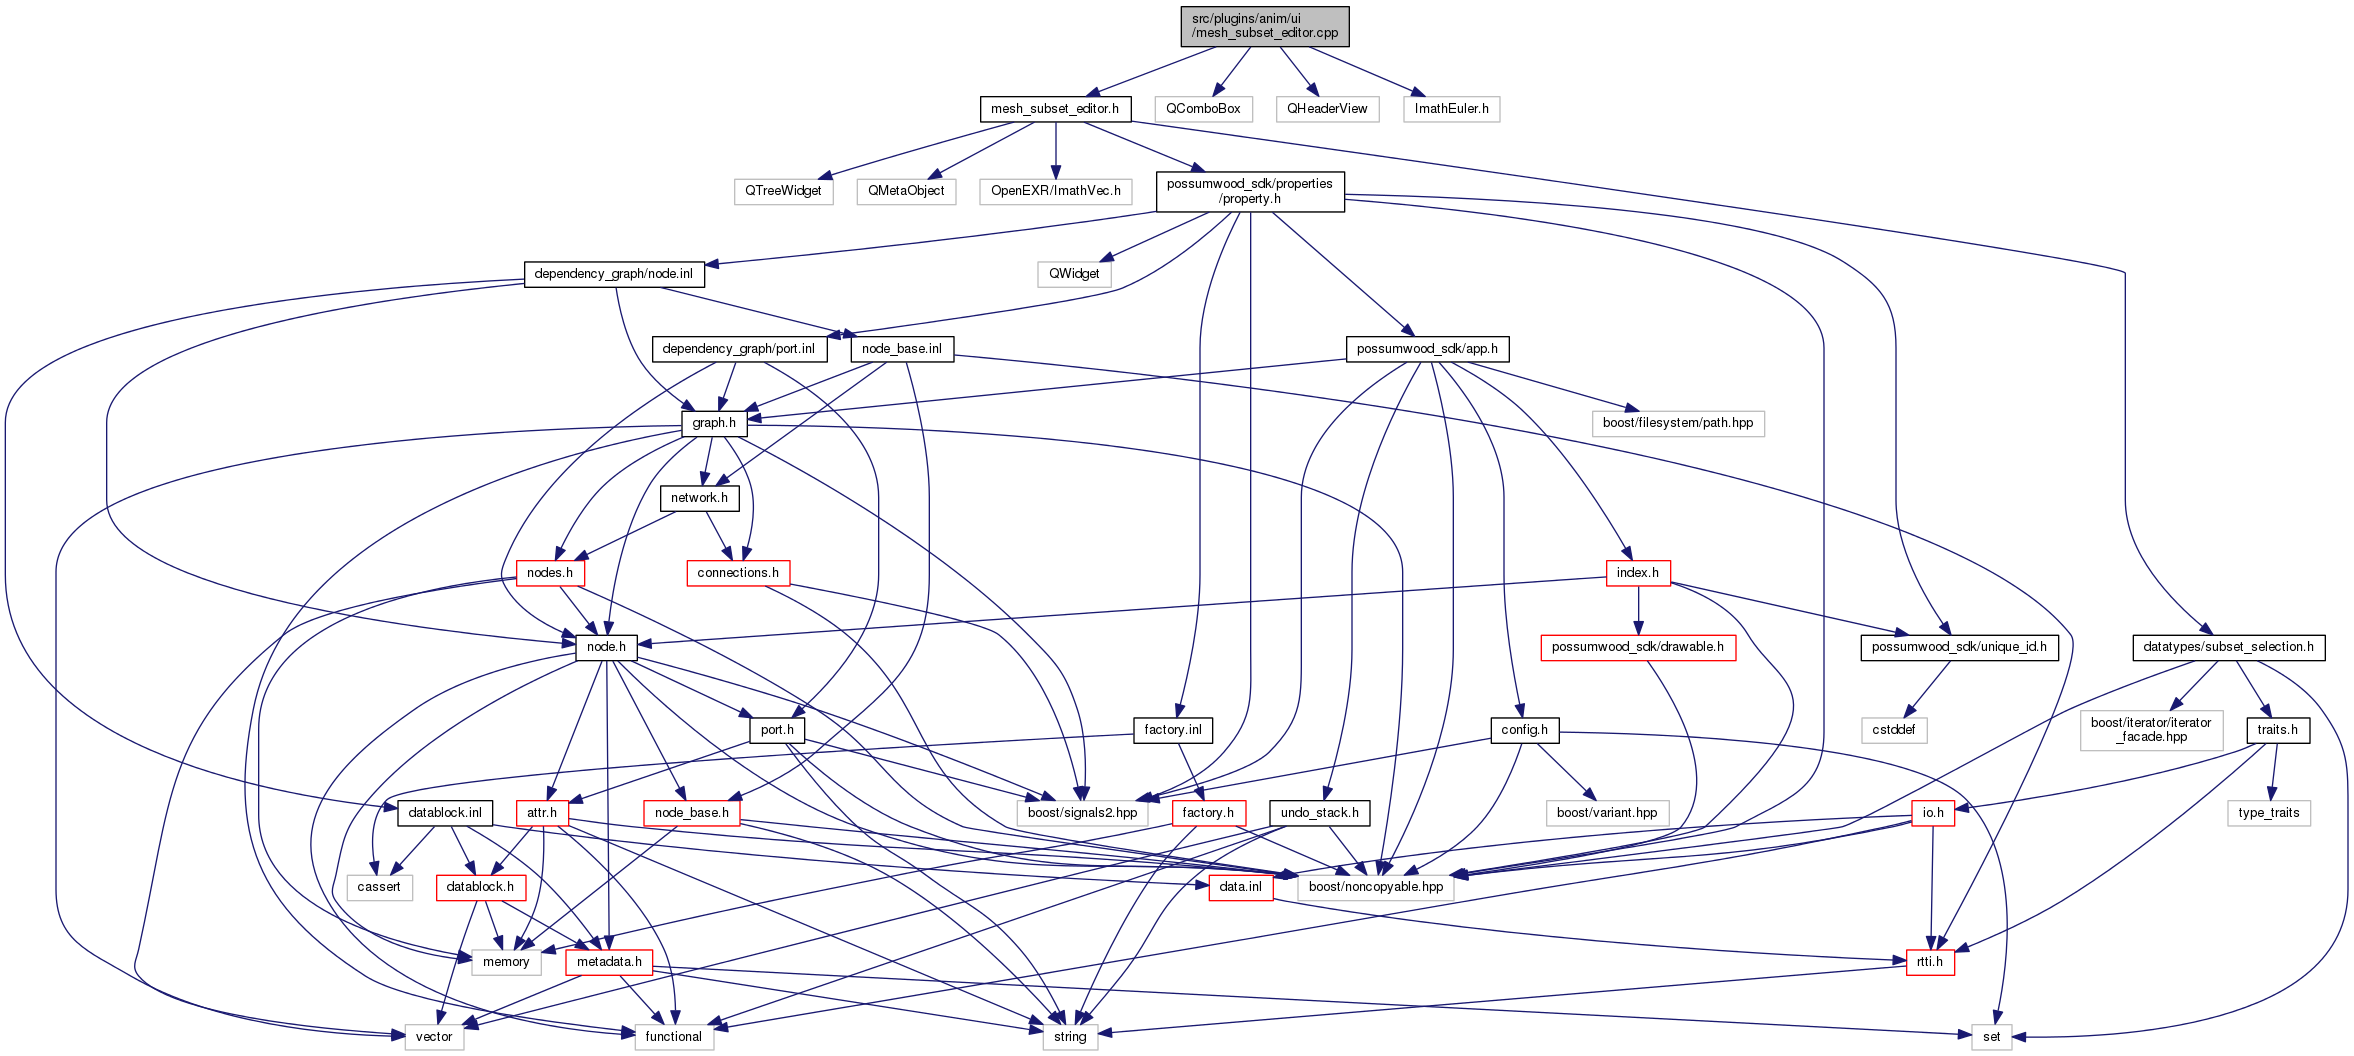 src/plugins/anim/ui
/mesh_subset_editor.cpp
mesh_subset_editor.h
QComboBox
QHeaderView
ImathEuler.h
QTreeWidget
QMetaObject
OpenEXR/ImathVec.h
possumwood_sdk/properties
/property.h
dependency_graph/node.inl
QWidget
dependency_graph/port.inl
node_base.inl
possumwood_sdk/app.h
graph.h
boost/filesystem/path.hpp
network.h
nodes.h
connections.h
index.h
node.h
possumwood_sdk/drawable.h
possumwood_sdk/unique_id.h
datatypes/subset_selection.h
port.h
factory.inl
config.h
cstddef
boost/iterator/iterator
_facade.hpp
traits.h
datablock.inl
attr.h
node_base.h
boost/signals2.hpp
factory.h
undo_stack.h
boost/variant.hpp
io.h
type_traits
cassert
datablock.h
data.inl
boost/noncopyable.hpp
memory
metadata.h
rtti.h
vector
functional
string
set